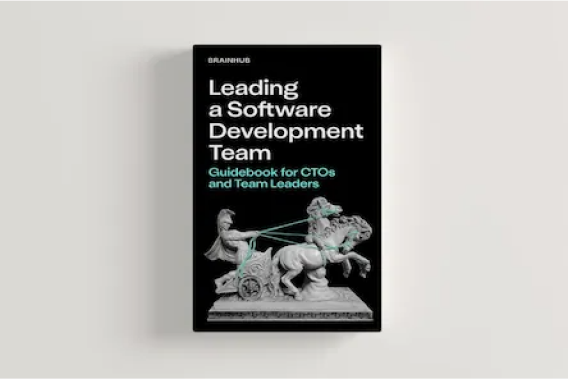 BRAINHUB
Leading
a Software
Development
Team
Guidebook for CTOs
and Team Leaders